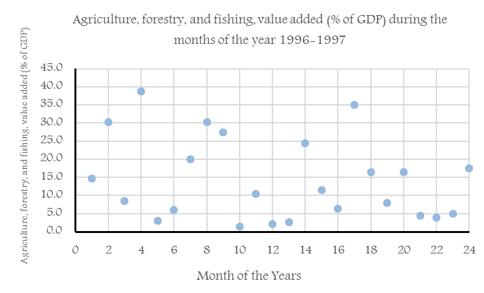 Agriculture, forestry, and fishing, value added (% of GDP) during the
months of the year 1996-1997
Agriculture, forestry, and fishing, value added (% of GDP)
45.0
40.0
35.0
30.0
25.0
20.0
15.0
10.0
5.0
0.0
0 2 4 6 8 10 12 14 16 18 20 22 24
Month of the Years